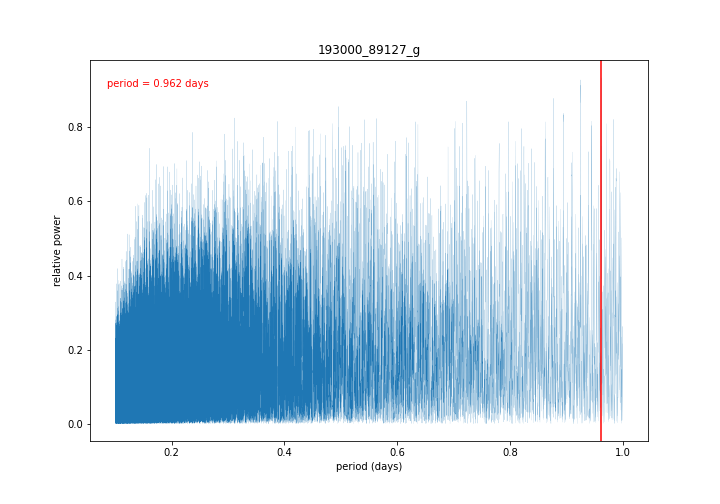 193000_89127_g
period = 0.962 days
relative power
0.8
0.6
0.4
0.2
0.0
0.2 0.4 0.6 0.8 1.0
period (days)